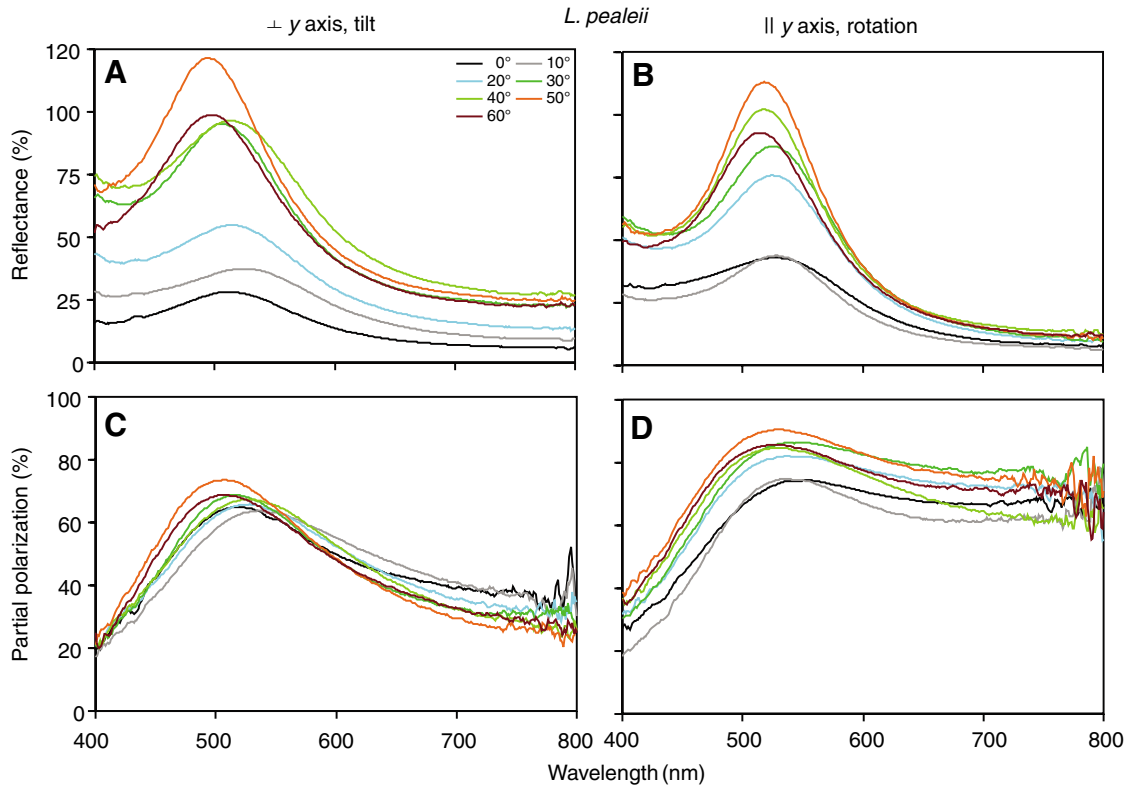 L. pealeii
⊥ y axis, tilt
|| y axis, rotation
A
B
0° 10°
20° 30°
40° 50°
60°
120
100
75
50
25
0
Reflectance (%)
C
D
100
80
60
40
20
0
Partial polarization (%)
400 500 600 700 800
400 500 600 700 800
Wavelength (nm)